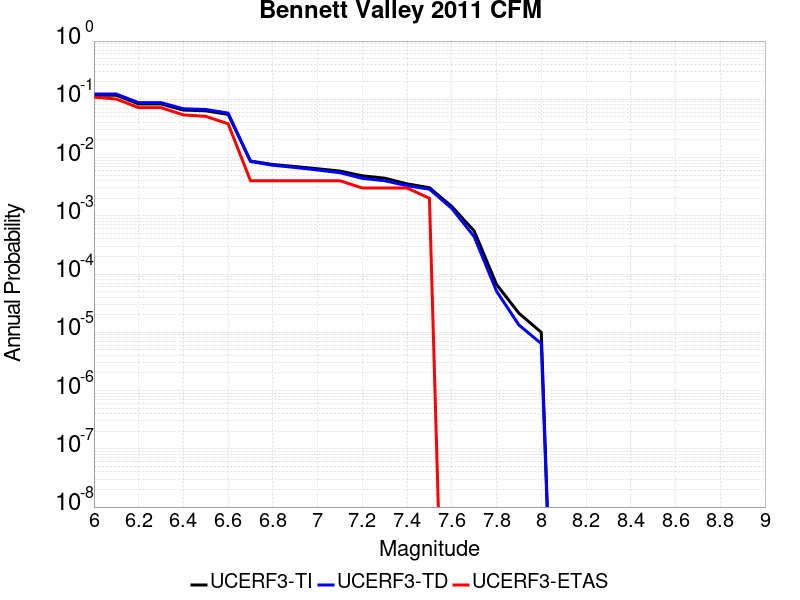 Bennett Valley 2011 CFM
10^0
10^-1
10^-2
10^-3
10^-4
10^-5
10^-6
10^-7
10^-8
Annual Probability
6 6.2 6.4 6.6 6.8 7 7.2 7.4 7.6 7.8 8 8.2 8.4 8.6 8.8 9
Magnitude
UCERF3-TI UCERF3-TD UCERF3-ETAS